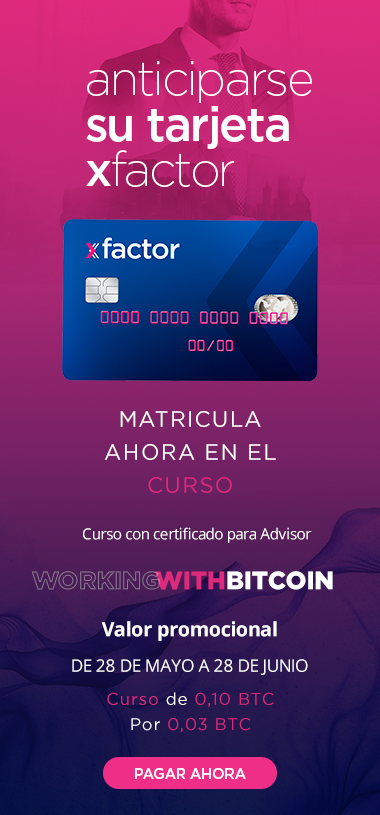 anticiparse
su tarjeta
xfactor
xfactor
0000 0000 0000 0000
00/00
MATRICULA
AHORA EN EL
CURSO
Curso con certificado para Advisor
WORKINGWITHBITCOIN
Valor promocional
DE 28 DE MAYO A 28 DE JUNIO
Curso de 0,10 BTC
Por 0,03 BTC
PAGAR AHORA